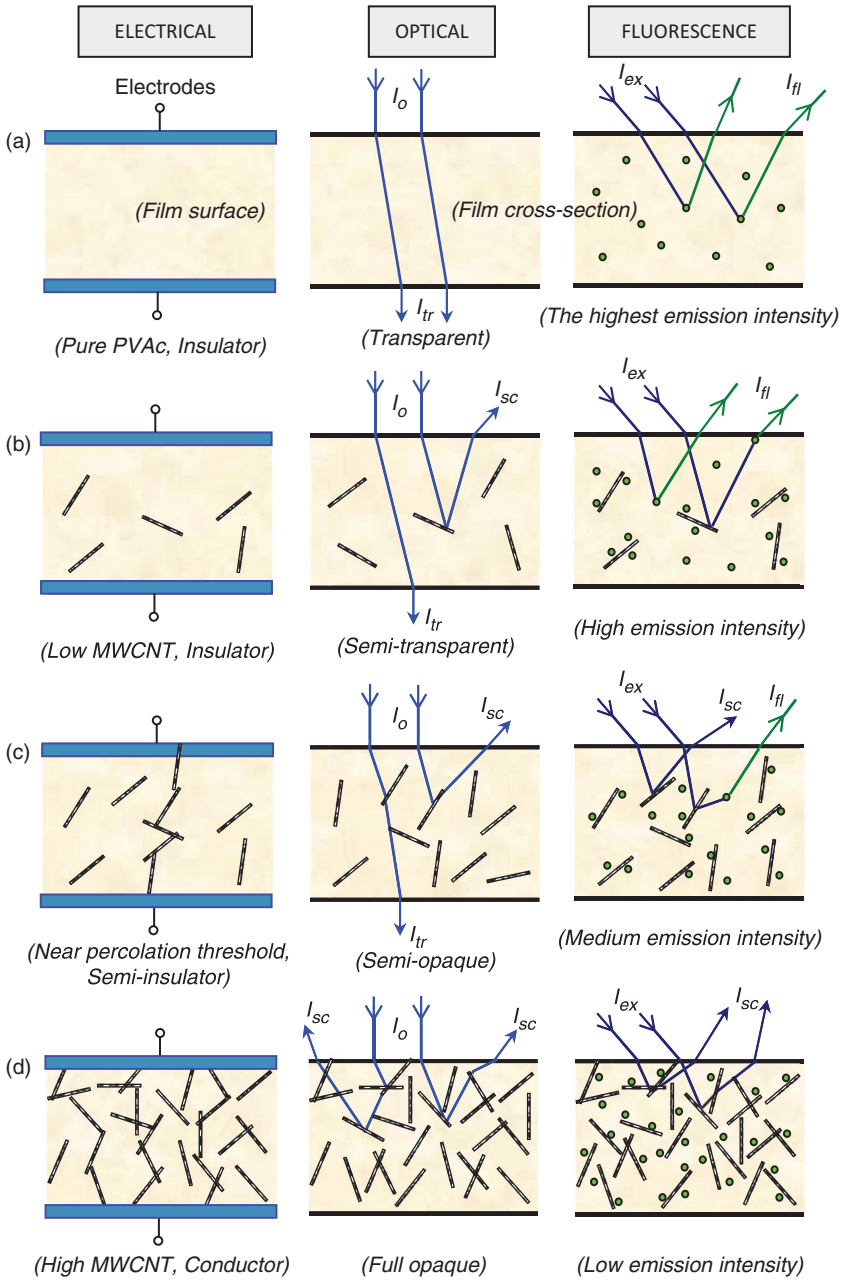 ELECTRICAL
OPTICAL
FLUORESCENCE
Electrodes
I_o
I_ex
I_fl
(a)
(Film surface)
(Film cross-section)
I_tr
(The highest emission intensity)
(Pure PVAc, Insulator)
(Transparent)
I_sc
I_ex
I_o
I_fl
(b)
I_tr
(High emission intensity)
(Low MWCNT, Insulator)
(Semi-transparent)
I_ex
I_sc
I_fl
I_o
I_sc
(c)
I_tr
(Near percolation threshold,
Semi-insulator)
(Semi-opaque)
(Medium emission intensity)
I_sc
I_o
I_sc
I_ex
I_sc
(d)
(High MWCNT, Conductor)
(Full opaque)
(Low emission intensity)